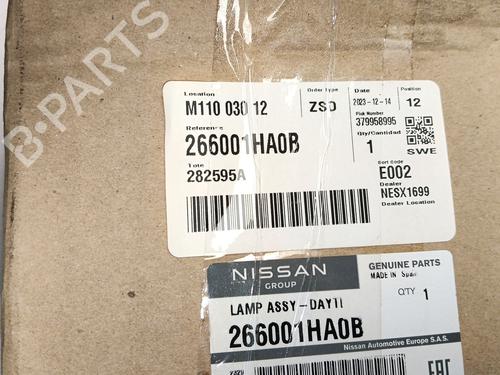 B-PARTS
Location
M110 030 12
Order Type
ZSO
Date
2023-12-14
Position
12
Pick Number
379958995
Reference
266001HA0B
Qty/Cantidad
1
SWE
Tote
282595A
Sort Code
E002
Dealer
NESX1699
Dealer Location
NISSAN
GROUP
GENUINE PARTS
MADE IN Spain
LAMP ASSY-DAYTI
QTY 1
266001HA0B
Nissan Automotive Europe S.A.S.
EAC